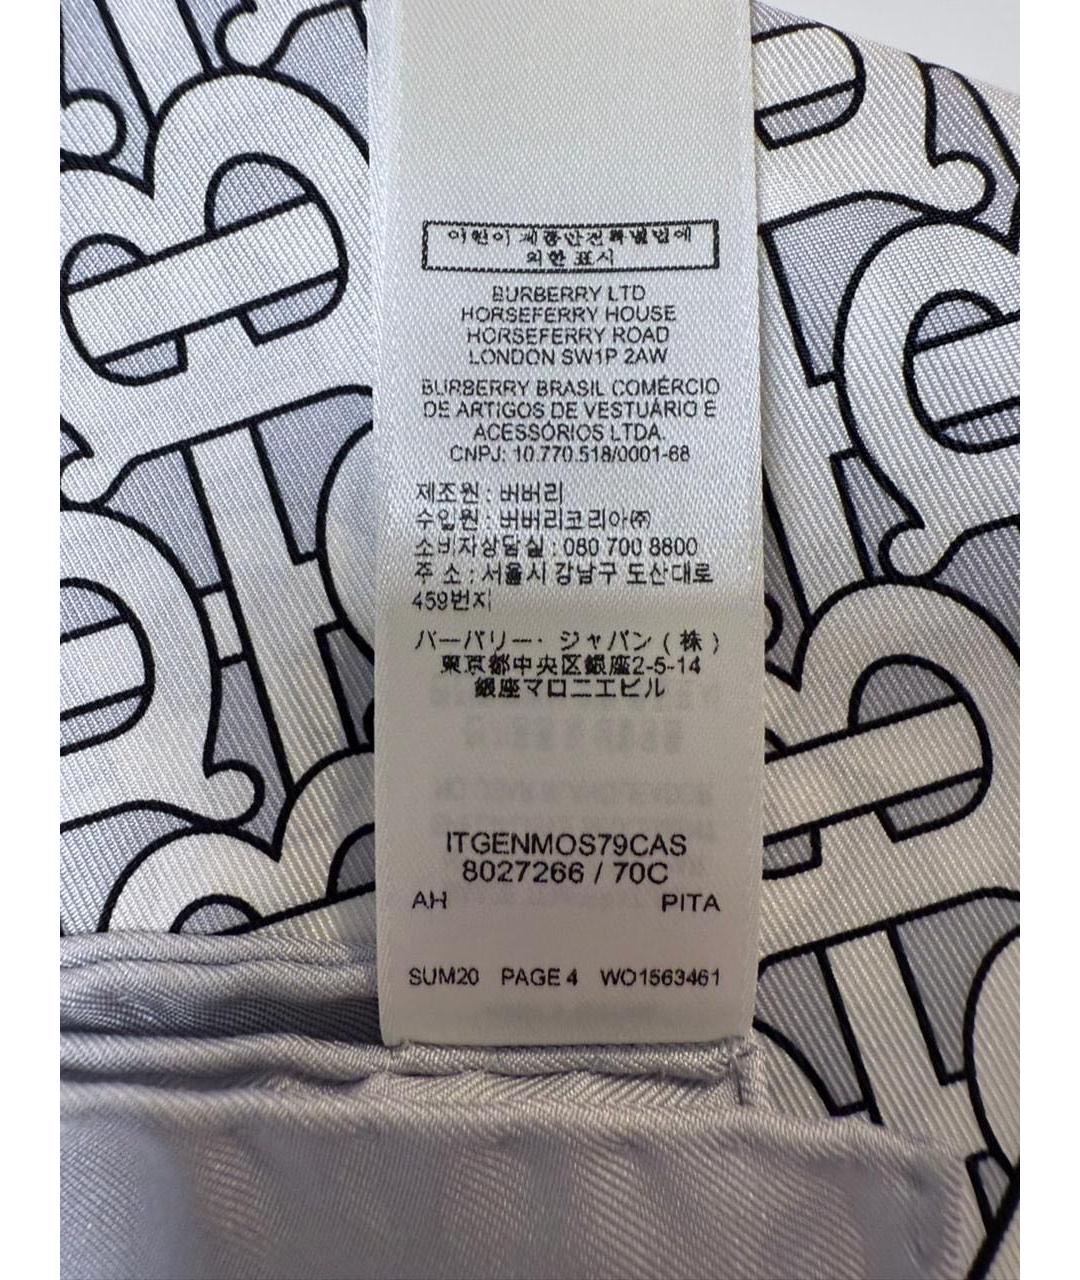 어린이 제품안전특별법에
의한 표시
BURBERRY LTD
HORSEFERRY HOUSE
HORSEFERRY ROAD
LONDON SW1P 2AW
BURBERRY BRASIL COMÉRCIO
DE ARTIGOS DE VESTUÁRIO E
ACESSÓRIOS LTDA.
CNPJ: 10.770.518/0001-68
제조원 : 버버리
수입원 : 버버리코리아㈜
소비자상담실 : 080 700 8800
주 소 : 서울시 강남구 도산대로
459번지
バーバリー・ジャパン ( 株 )
東京都中央区銀座2-5-14
銀座マロニエビル
ITGENMOS79CAS
8027266 / 70C
AH PITA
SUM20 PAGE 4 WO1563461